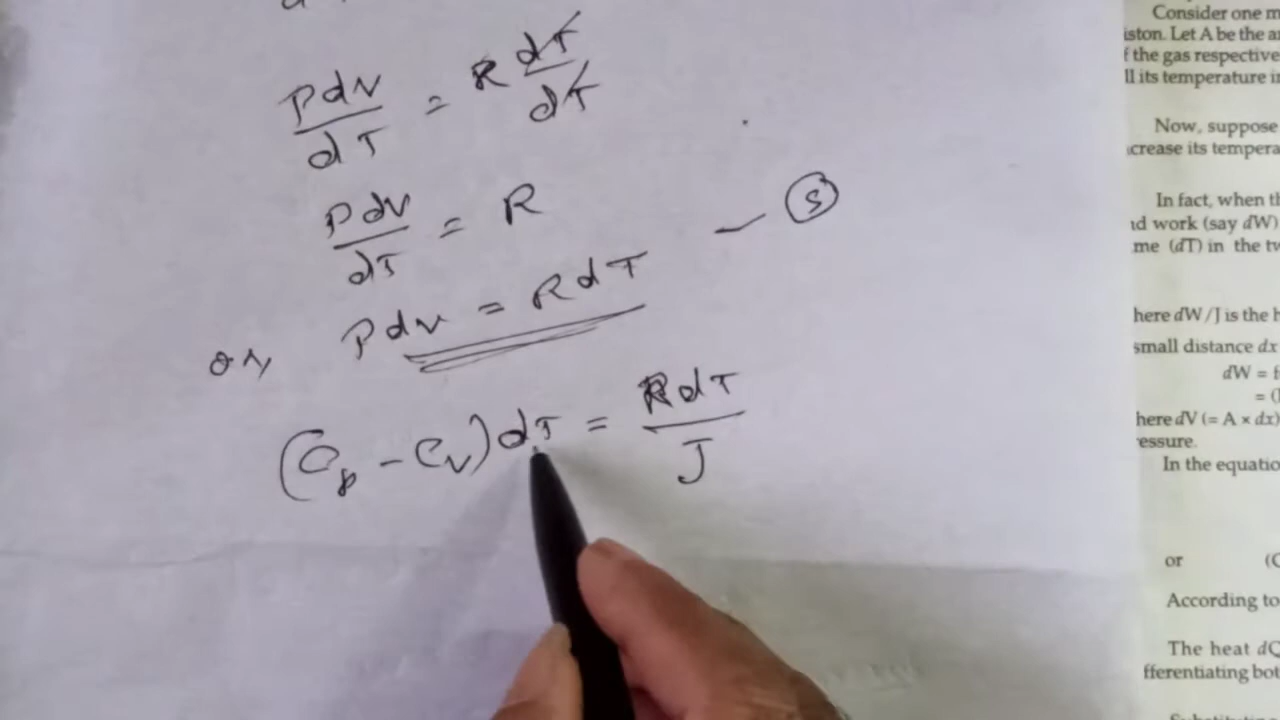 PdV/dT = R dT/dT
PdV/dT = R — (5)
or, PdV = RdT
(Cp - Cv) dT = RdT/J
Consider one m
iston. Let A be the a
f the gas respective
ll its temperature i
Now, suppose
crease its tempera
In fact, when t
nd work (say dW)
me (dT) in the tw
here dW/J is the h
small distance dx
dW = f
= (
here dV (= A × dx)
essure.
In the equatio
or (C
According to
The heat dQ
fferentiating bot